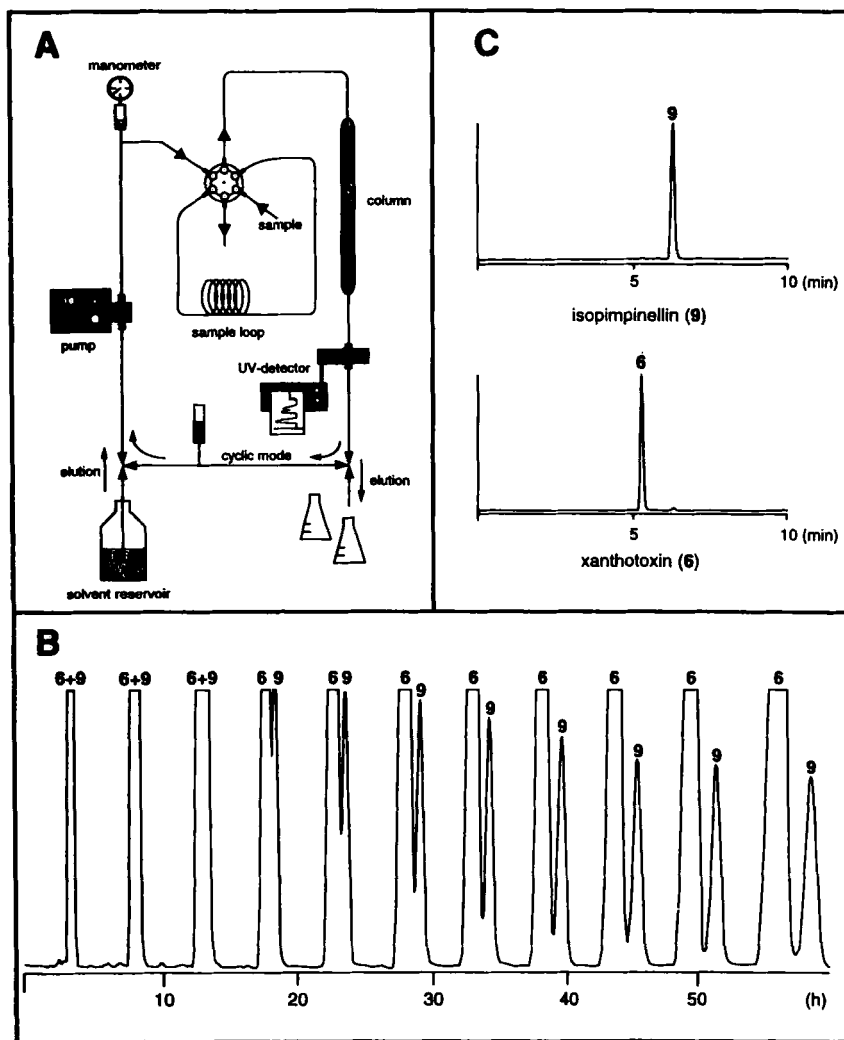 A
manometer
column
sample
sample loop
pump
UV-detector
cyclic mode
elution
elution
solvent reservoir
C
9
5 10 (min)
isopimpinellin (9)
6
5 10 (min)
xanthotoxin (6)
B
6+9 6+9 6+9 6 9 6 9 6 9 6 9 6 9 6 9 6 9 6 9
10 20 30 40 50 (h)